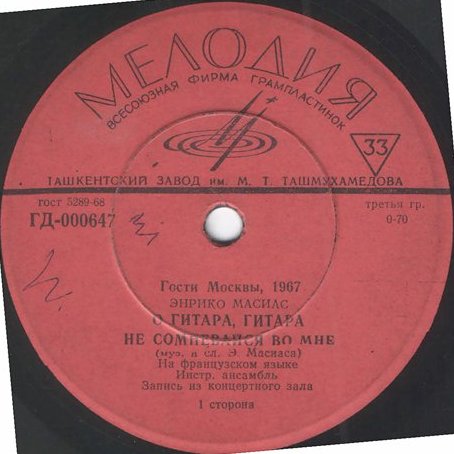 МЕЛОДИЯ
ВСЕСОЮЗНАЯ ФИРМА ГРАМПЛАСТИНОК
33
ТАШКЕНТСКИЙ ЗАВОД им. М. Т. ТАШМУХАМЕДОВА
гост 5289-68
третья гр.
ГД-000647
0-70
Гости Москвы, 1967
ЭНРИКО МАСИАС
О ГИТАРА, ГИТАРА
НЕ СОМНЕВАЙСЯ ВО МНЕ
(муз. и сл. Э. Масиаса)
На французском языке
Инстр. ансамбль
Запись из концертного зала
1 сторона